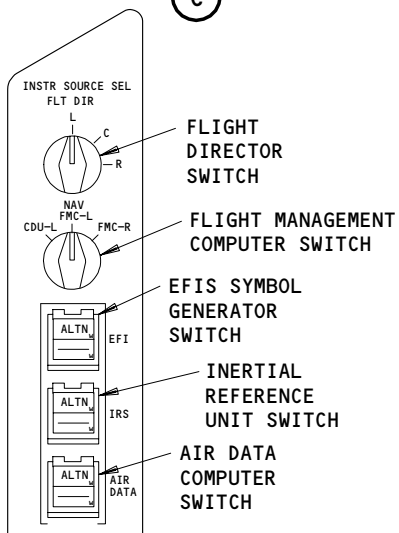 C
INSTR SOURCE SEL
FLT DIR
L
C
R
FLIGHT
DIRECTOR
SWITCH
NAV
FMC-L
CDU-L
FMC-R
FLIGHT MANAGEMENT
COMPUTER SWITCH
EFIS SYMBOL
GENERATOR
SWITCH
ALTN
W
W
EFI
INERTIAL
REFERENCE
UNIT SWITCH
ALTN
W
W
IRS
AIR DATA
COMPUTER
SWITCH
ALTN
W
W
AIR
DATA